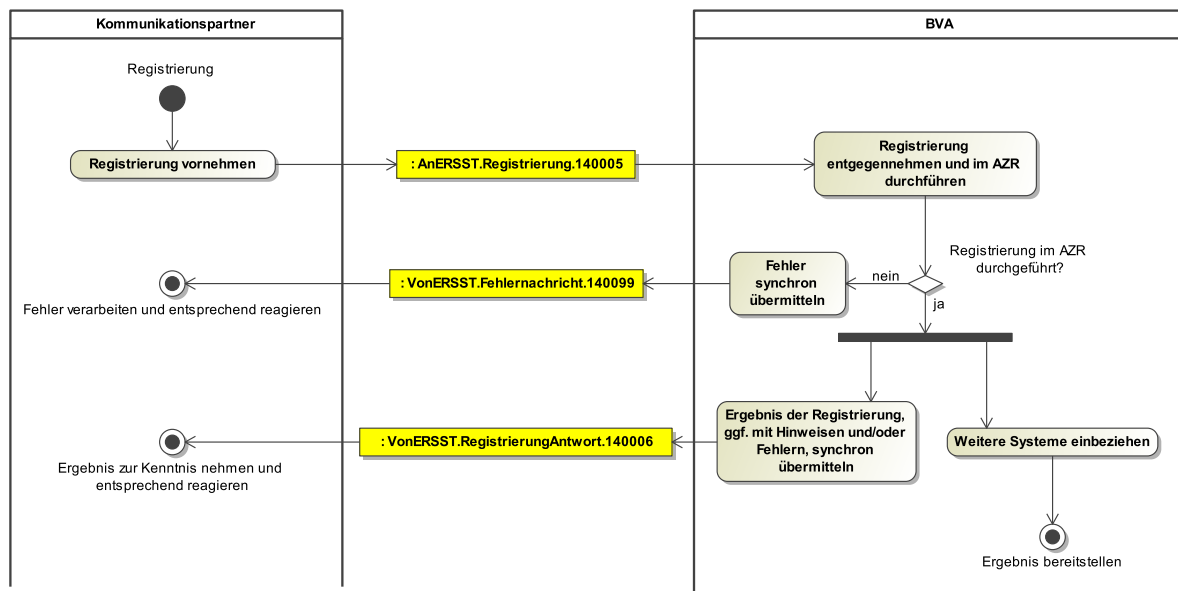 Kommunikationspartner
BVA
Registrierung
Registrierung vornehmen
: AnERSST.Registrierung.140005
Registrierung
entgegennehmen und im AZR
durchführen
Registrierung im AZR
durchgeführt?
nein
ja
Fehler
synchron
übermitteln
: VonERSST.Fehlernachricht.140099
Fehler verarbeiten und entsprechend reagieren
Ergebnis der Registrierung,
ggf. mit Hinweisen und/oder
Fehlern, synchron
übermitteln
: VonERSST.RegistrierungAntwort.140006
Ergebnis zur Kenntnis nehmen und
entsprechend reagieren
Weitere Systeme einbeziehen
Ergebnis bereitstellen